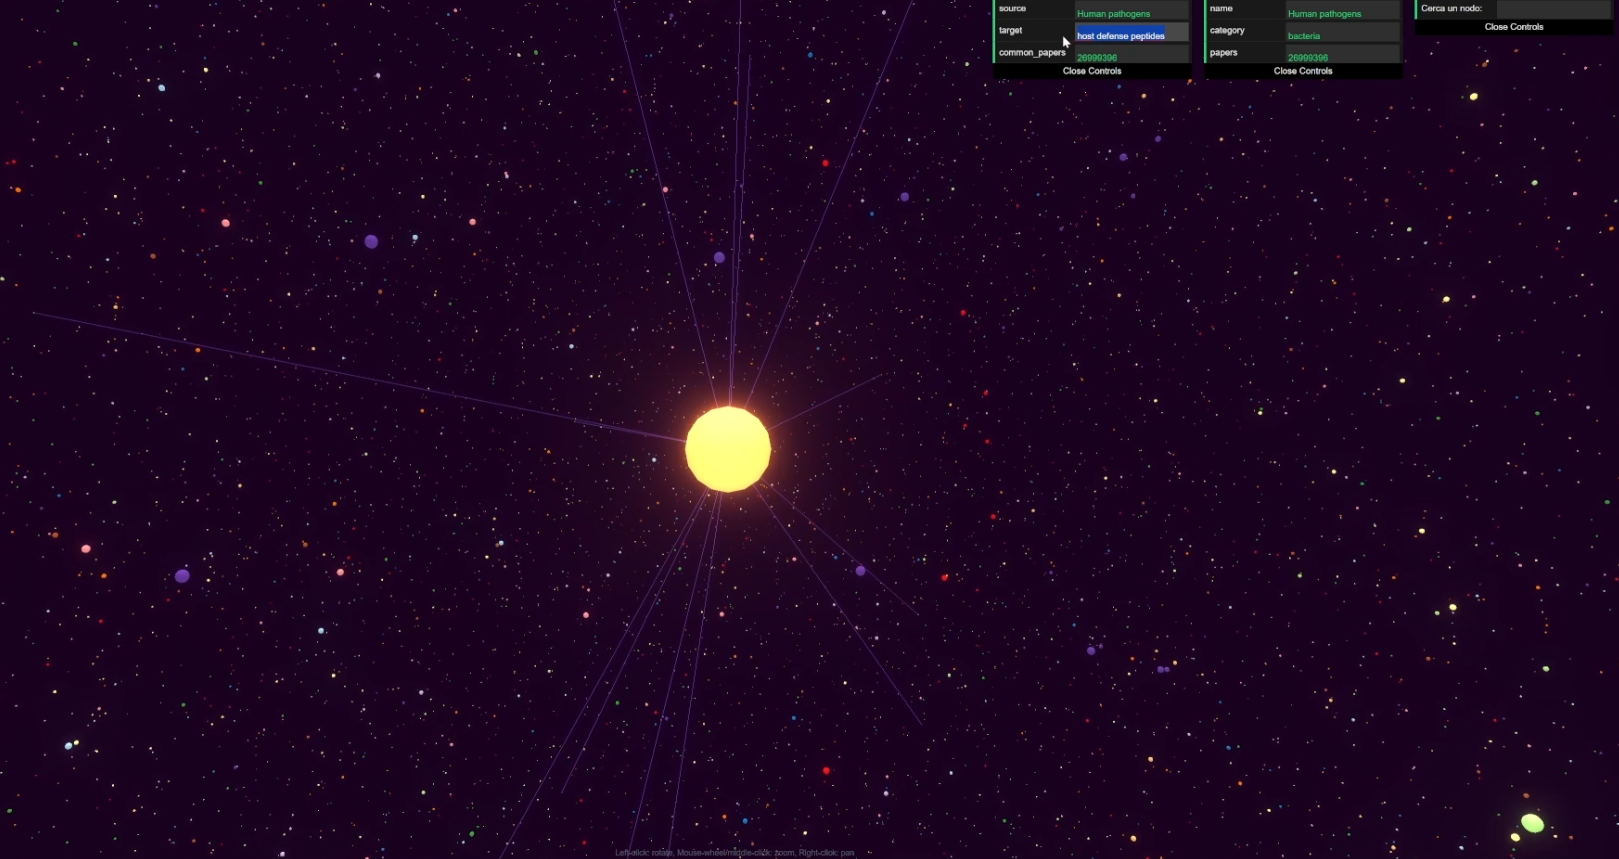 source Human pathogens
target host defense peptides
common_papers 26999396
Close Controls
name Human pathogens
category bacteria
papers 26999396
Close Controls
Cerca un nodo:
Close Controls
Left-click: rotate, Mouse-wheel/middle-click: zoom, Right-click: pan